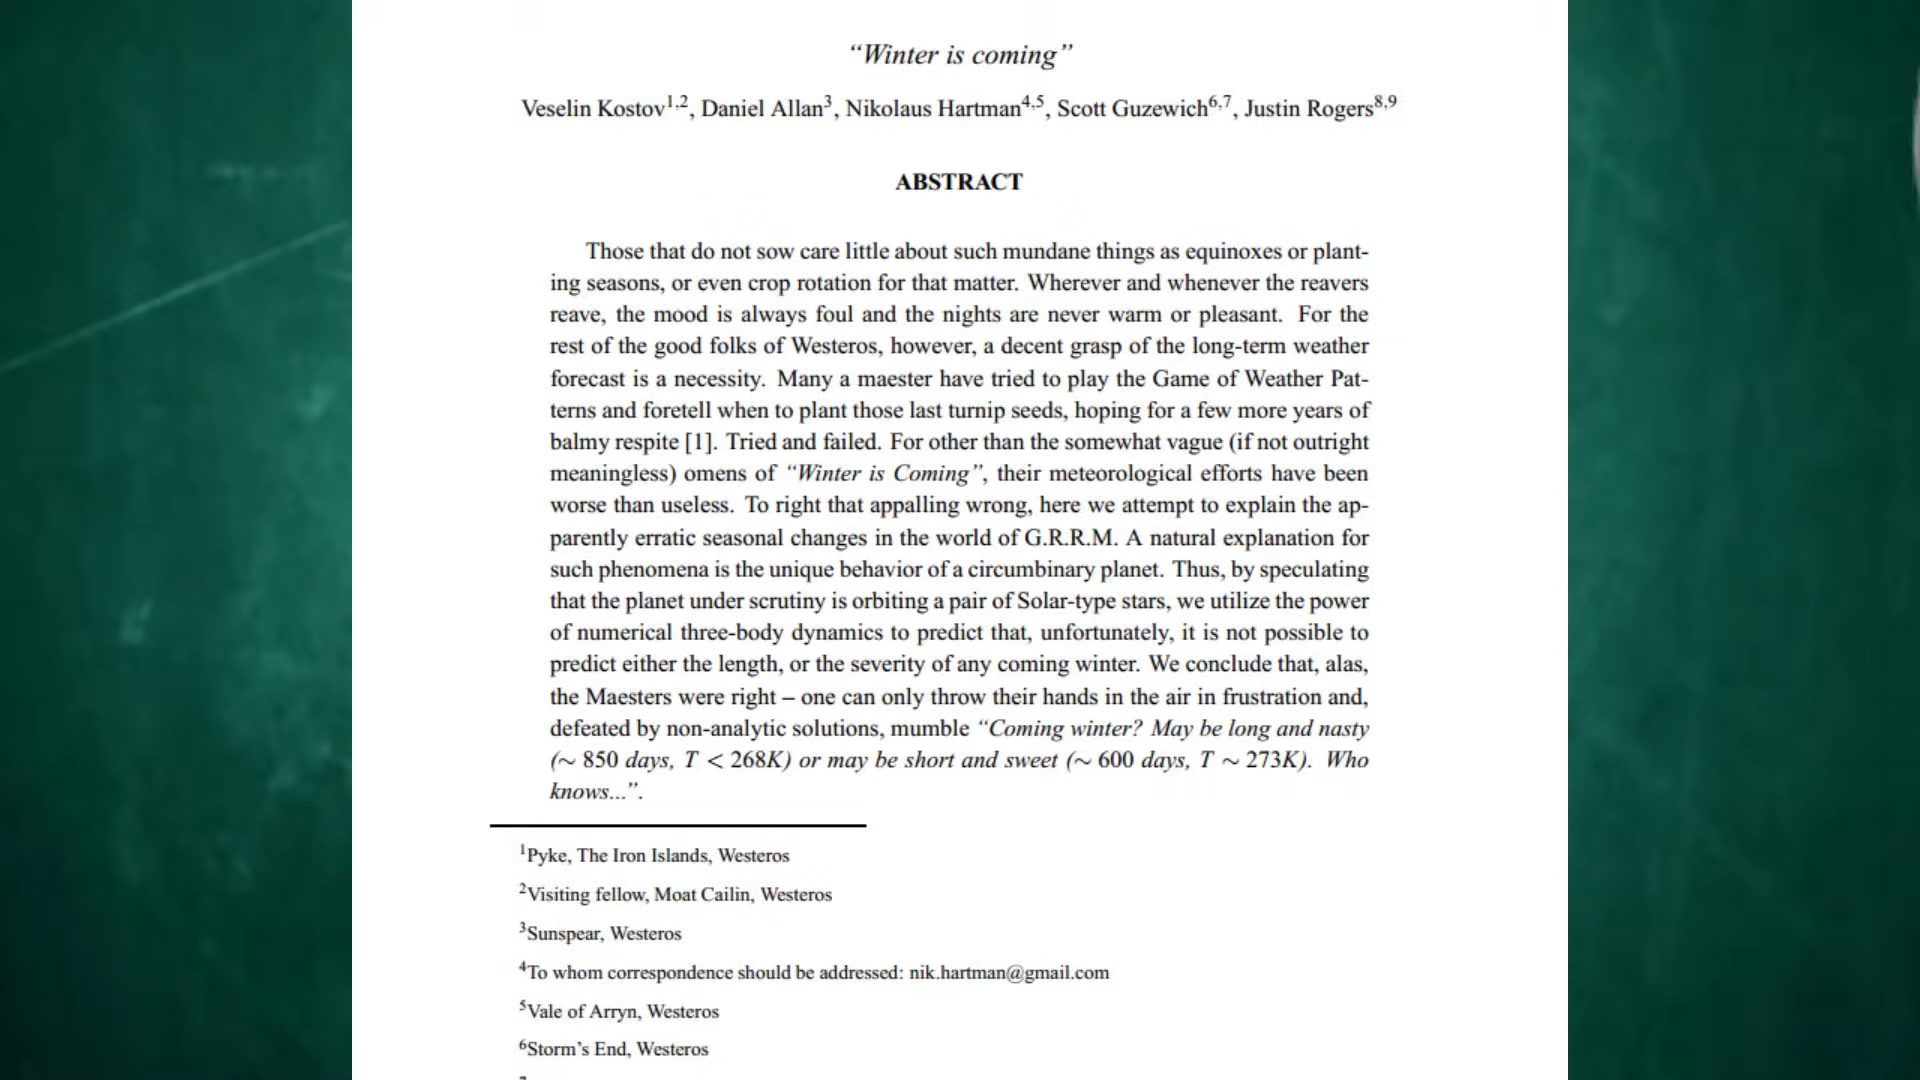 “Winter is coming”
Veselin Kostov1,2, Daniel Allan3, Nikolaus Hartman4,5, Scott Guzewich6,7, Justin Rogers8,9
ABSTRACT
Those that do not sow care little about such mundane things as equinoxes or plant-
ing seasons, or even crop rotation for that matter. Wherever and whenever the reavers
reave, the mood is always foul and the nights are never warm or pleasant. For the
rest of the good folks of Westeros, however, a decent grasp of the long-term weather
forecast is a necessity. Many a maester have tried to play the Game of Weather Pat-
terns and foretell when to plant those last turnip seeds, hoping for a few more years of
balmy respite [1]. Tried and failed. For other than the somewhat vague (if not outright
meaningless) omens of “Winter is Coming”, their meteorological efforts have been
worse than useless. To right that appalling wrong, here we attempt to explain the ap-
parently erratic seasonal changes in the world of G.R.R.M. A natural explanation for
such phenomena is the unique behavior of a circumbinary planet. Thus, by speculating
that the planet under scrutiny is orbiting a pair of Solar-type stars, we utilize the power
of numerical three-body dynamics to predict that, unfortunately, it is not possible to
predict either the length, or the severity of any coming winter. We conclude that, alas,
the Maesters were right – one can only throw their hands in the air in frustration and,
defeated by non-analytic solutions, mumble “Coming winter? May be long and nasty
(∼ 850 days, T < 268K) or may be short and sweet (∼ 600 days, T ∼ 273K). Who
knows...”.
1Pyke, The Iron Islands, Westeros
2Visiting fellow, Moat Cailin, Westeros
3Sunspear, Westeros
4To whom correspondence should be addressed: nik.hartman@gmail.com
5Vale of Arryn, Westeros
6Storm’s End, Westeros